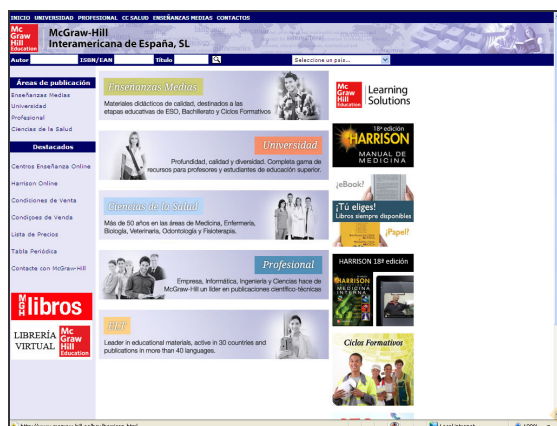 INICIO UNIVERSIDAD PROFESIONAL CC SALUD ENSEÑANZAS MEDIAS CONTACTOS
Mc
Graw
Hill
Education
McGraw-Hill
Interamericana de España, SL
Autor ISBN/EAN Título Seleccione un pais...
Áreas de publicación
Enseñanzas Medias
Universidad
Profesional
Ciencias de la Salud
Destacados
Centros Enseñanza Online
Harrison Online
Condiciones de Venta
Condiçoes de Venda
Lista de Precios
Tabla Periódica
Contacte con McGraw-Hill
libros
LIBRERÍA
VIRTUAL
Mc
Graw
Hill
Education
Enseñanzas Medias
Materiales didácticos de calidad, destinados a las
etapas educativas de ESO, Bachillerato y Ciclos Formativos
Universidad
Profundidad, calidad y diversidad. Completa gama de
recursos para profesores y estudiantes de educación superior.
Ciencias de la Salud
Más de 50 años en las áreas de Medicina, Enfermería,
Biología, Veterinaria, Odontología y Fisioterapia.
Profesional
Empresa, Informática, Ingeniería y Ciencias hace de
McGraw-Hill un líder en publicaciones científico-técnicas
ELT
Leader in educational materials, active in 30 countries and
publications in more than 40 languages.
Mc
Graw
Hill
Education
Learning
Solutions
18ª edición
HARRISON
MANUAL DE
MEDICINA
¿eBook?
¡Tú eliges!
Libros siempre disponibles
¿Papel?
HARRISON 18ª edición
HARRISON
MEDICINA
INTERNA
Ciclos Formativos
Local intranet
100%